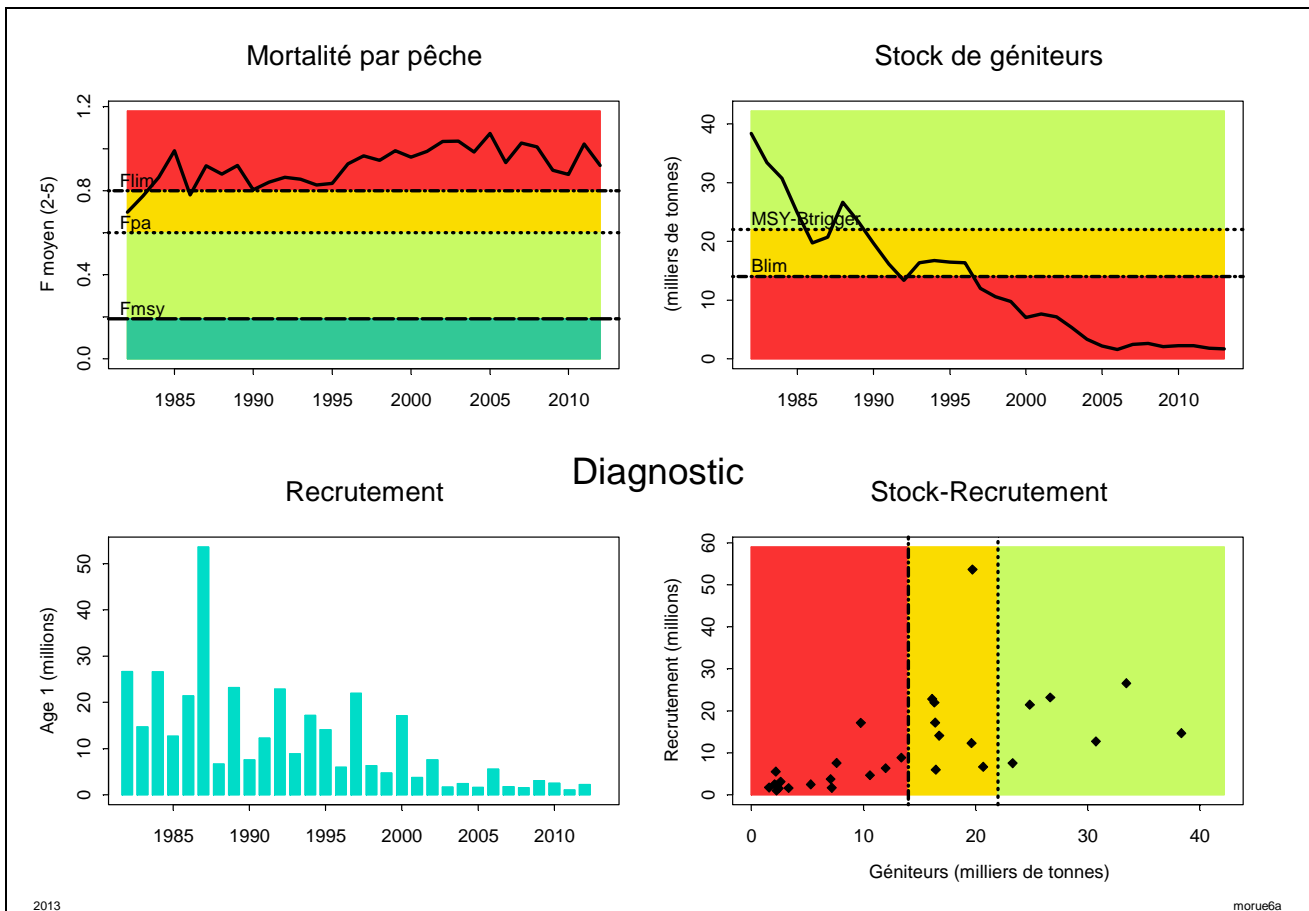 Mortalité par pêche
F moyen (2-5)
0.0 0.4 0.8 1.2
Flim
Fpa
Fmsy
1985 1990 1995 2000 2005 2010
Stock de géniteurs
(milliers de tonnes)
0 10 20 30 40
MSY-Btrigger
Blim
1985 1990 1995 2000 2005 2010
Diagnostic
Recrutement
Age 1 (millions)
0 10 20 30 40 50
1985 1990 1995 2000 2005 2010
Stock-Recrutement
Recrutement (millions)
0 10 20 30 40 50 60
0 10 20 30 40
Géniteurs (milliers de tonnes)
2013
morue6a